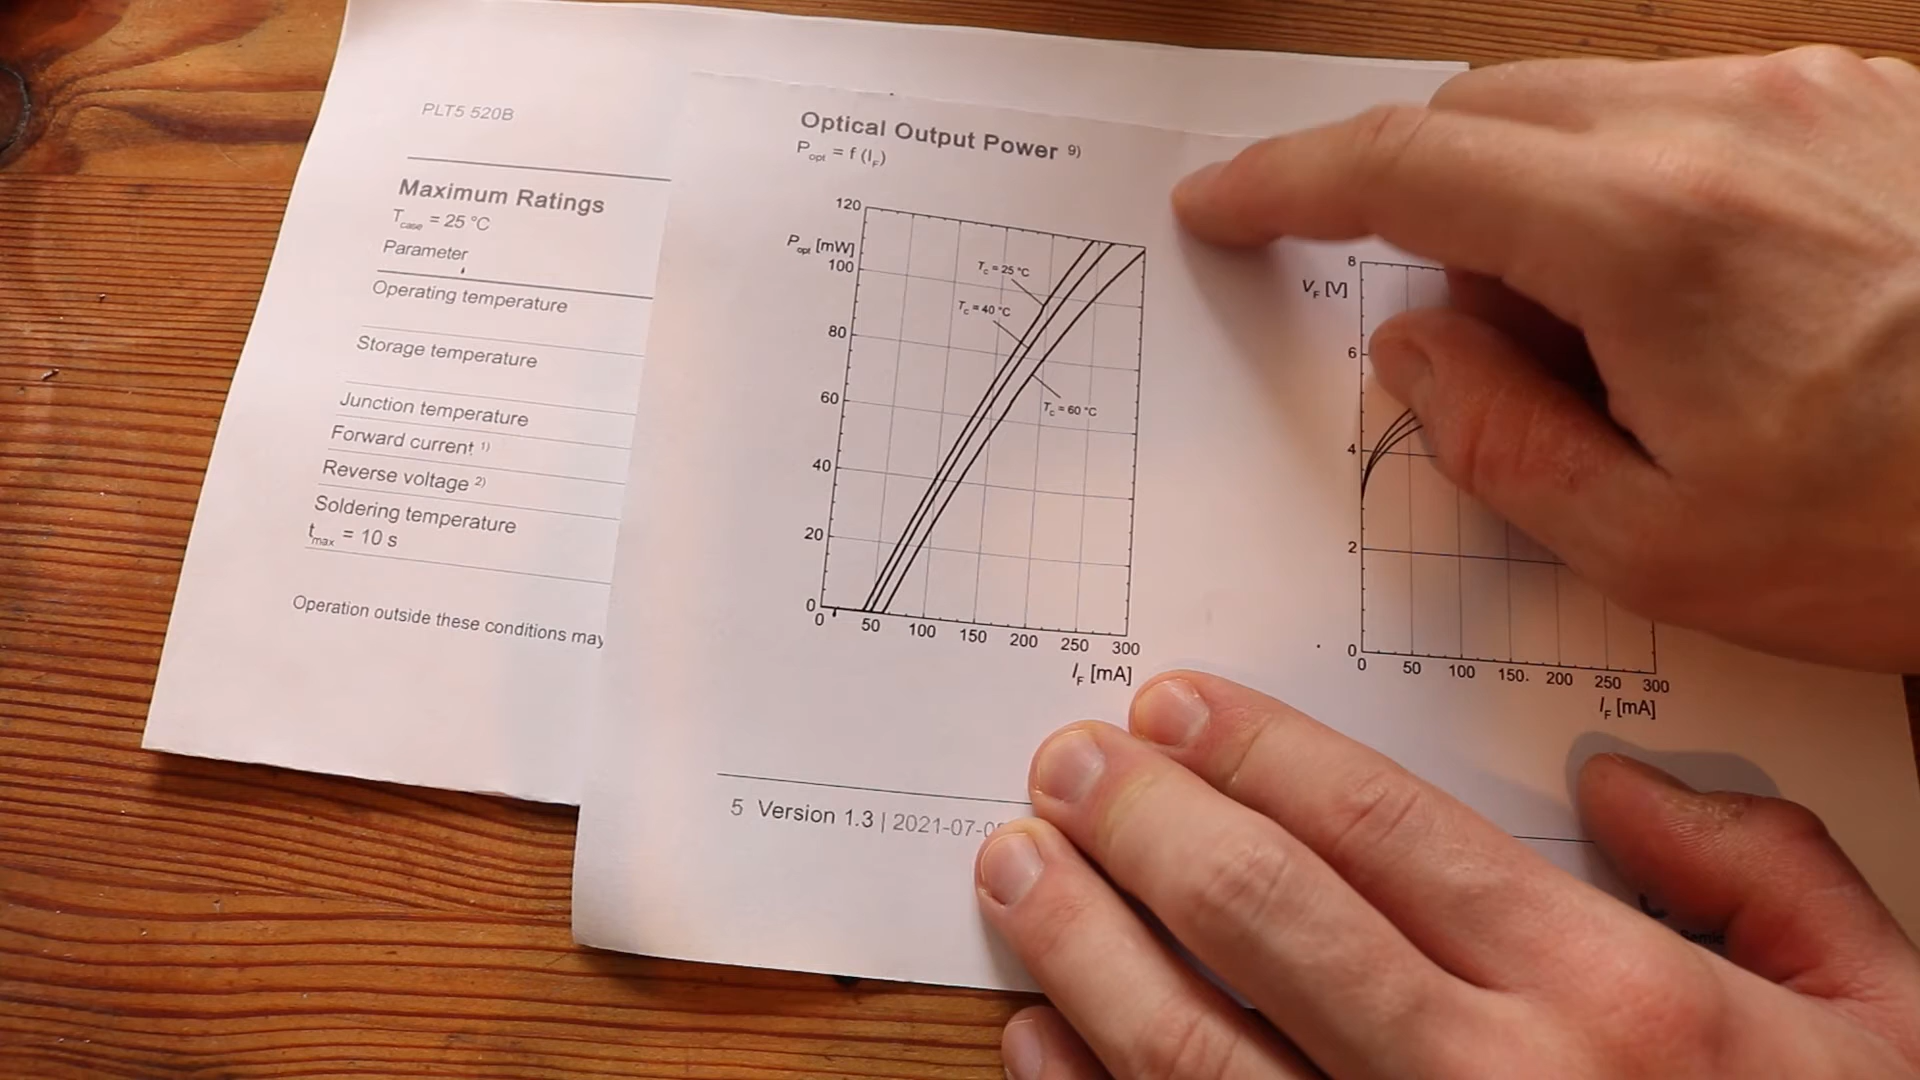 PLT5 520B
Maximum Ratings
Tcase = 25 °C
Parameter
Operating temperature
Storage temperature
Junction temperature
Forward current 1)
Reverse voltage 2)
Soldering temperature
tmax = 10 s
Operation outside these conditions may
Optical Output Power 9)
Popt = f (IF)
120
Popt [mW]
100
80
60
40
20
0
Tc = 25 °C
Tc = 40 °C
Tc = 60 °C
0 50 100 150 200 250 300
IF [mA]
8
VF [V]
6
4
2
0
0 50 100 150. 200 250 300
IF [mA]
5 Version 1.3 | 2021-07-0
Semic